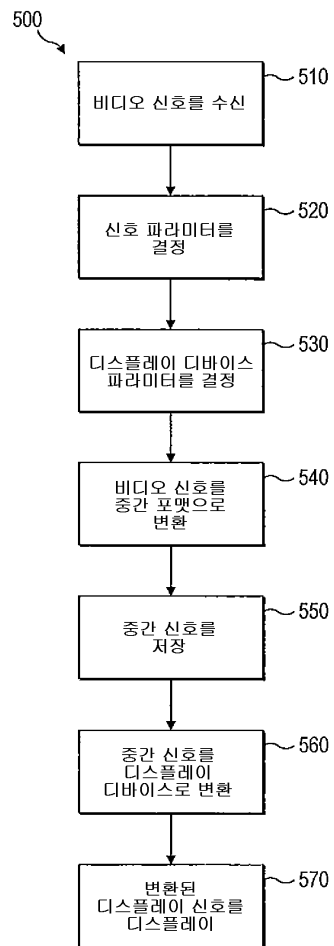 500
510
비디오 신호를 수신
520
신호 파라미터를
결정
530
디스플레이 디바이스
파라미터를 결정
540
비디오 신호를
중간 포맷으로
변환
550
중간 신호를
저장
560
중간 신호를
디스플레이
디바이스로 변환
570
변환된
디스플레이 신호를
디스플레이